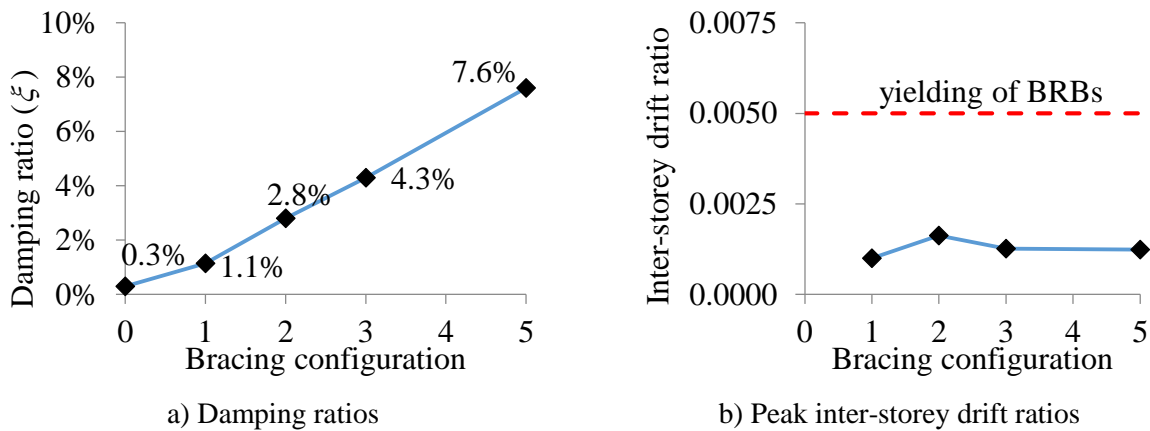 10%
8%
6%
4%
2%
0%
Damping ratio (ξ)
0.3%
1.1%
2.8%
4.3%
7.6%
0 1 2 3 4 5
Bracing configuration
a) Damping ratios
0.0075
0.0050
0.0025
0.0000
Inter-storey drift ratio
yielding of BRBs
0 1 2 3 4 5
Bracing configuration
b) Peak inter-storey drift ratios